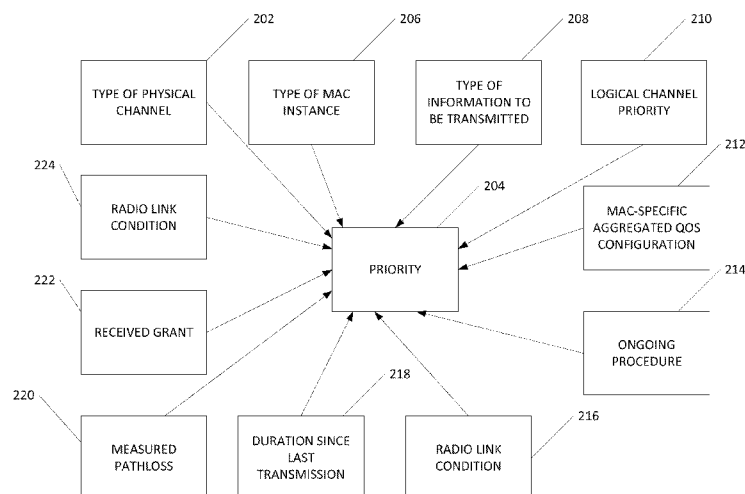 202
206
208
210
TYPE OF PHYSICAL
CHANNEL
TYPE OF MAC
INSTANCE
TYPE OF
INFORMATION TO
BE TRANSMITTED
LOGICAL CHANNEL
PRIORITY
212
224
204
RADIO LINK
CONDITION
MAC-SPECIFIC
AGGREGATED QOS
CONFIGURATION
PRIORITY
214
222
RECEIVED GRANT
ONGOING
PROCEDURE
218
220
216
MEASURED
PATHLOSS
DURATION SINCE
LAST
TRANSMISSION
RADIO LINK
CONDITION